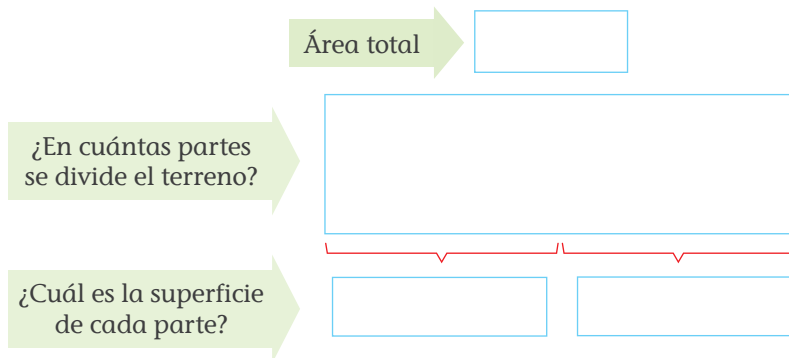 Área total
¿En cuántas partes
se divide el terreno?
¿Cuál es la superficie
de cada parte?